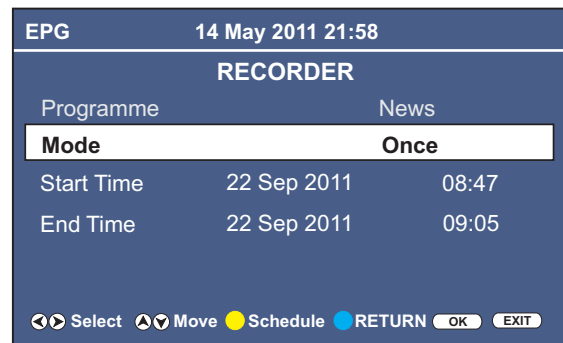 EPG 14 May 2011 21:58
RECORDER
Programme News
Mode Once
Start Time 22 Sep 2011 08:47
End Time 22 Sep 2011 09:05
Select Move Schedule RETURN OK EXIT